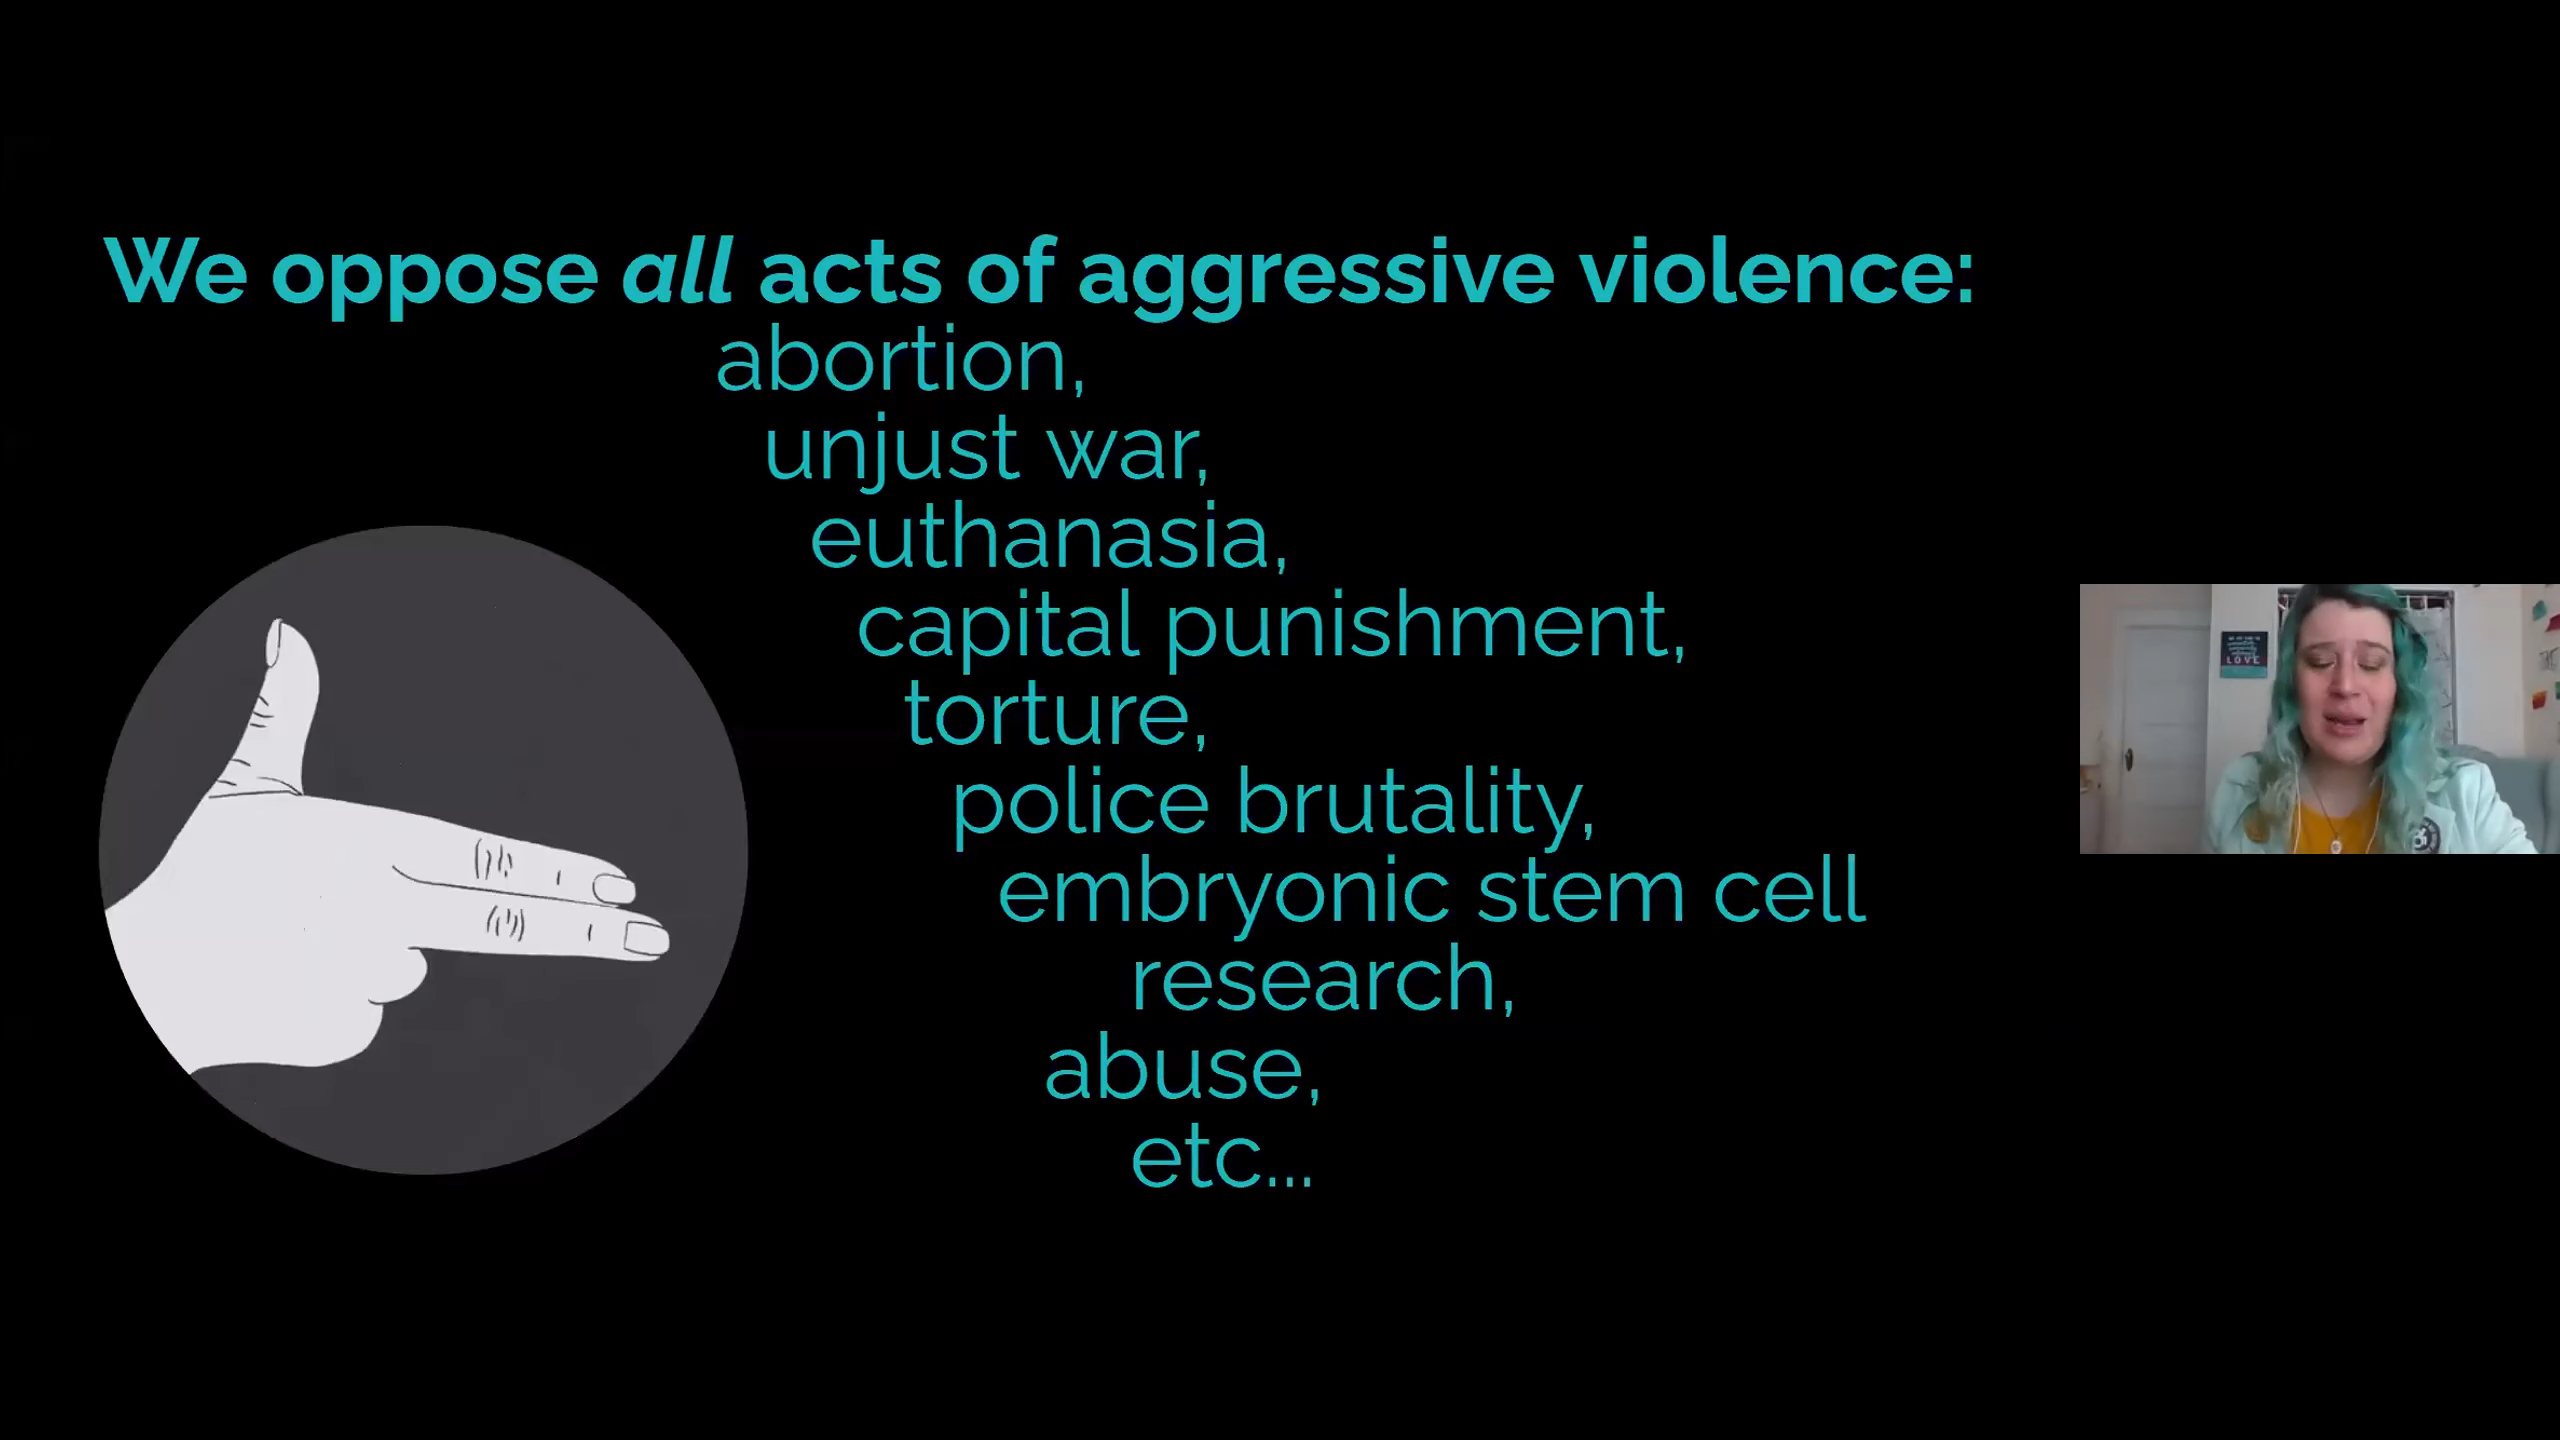 We oppose all acts of aggressive violence:
abortion,
unjust war,
euthanasia,
capital punishment,
torture,
police brutality,
embryonic stem cell
research,
abuse,
etc...
LOVE